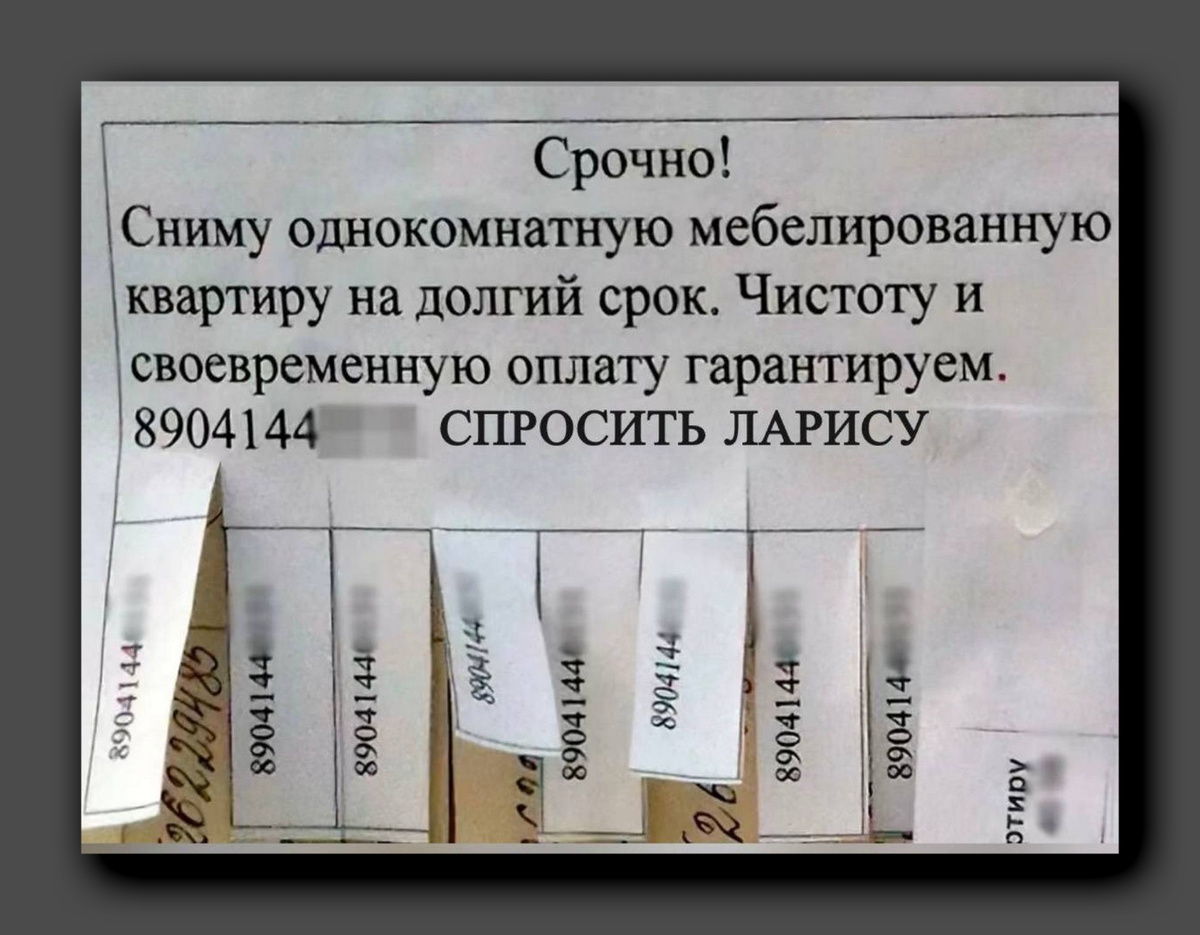 Срочно!
Сниму однокомнатную мебелированную
квартиру на долгий срок. Чистоту и
своевременную оплату гарантируем.
8904144 СПРОСИТЬ ЛАРИСУ
8904144
8904144
8904144
8904144
8904144
8904144
8904144
890414